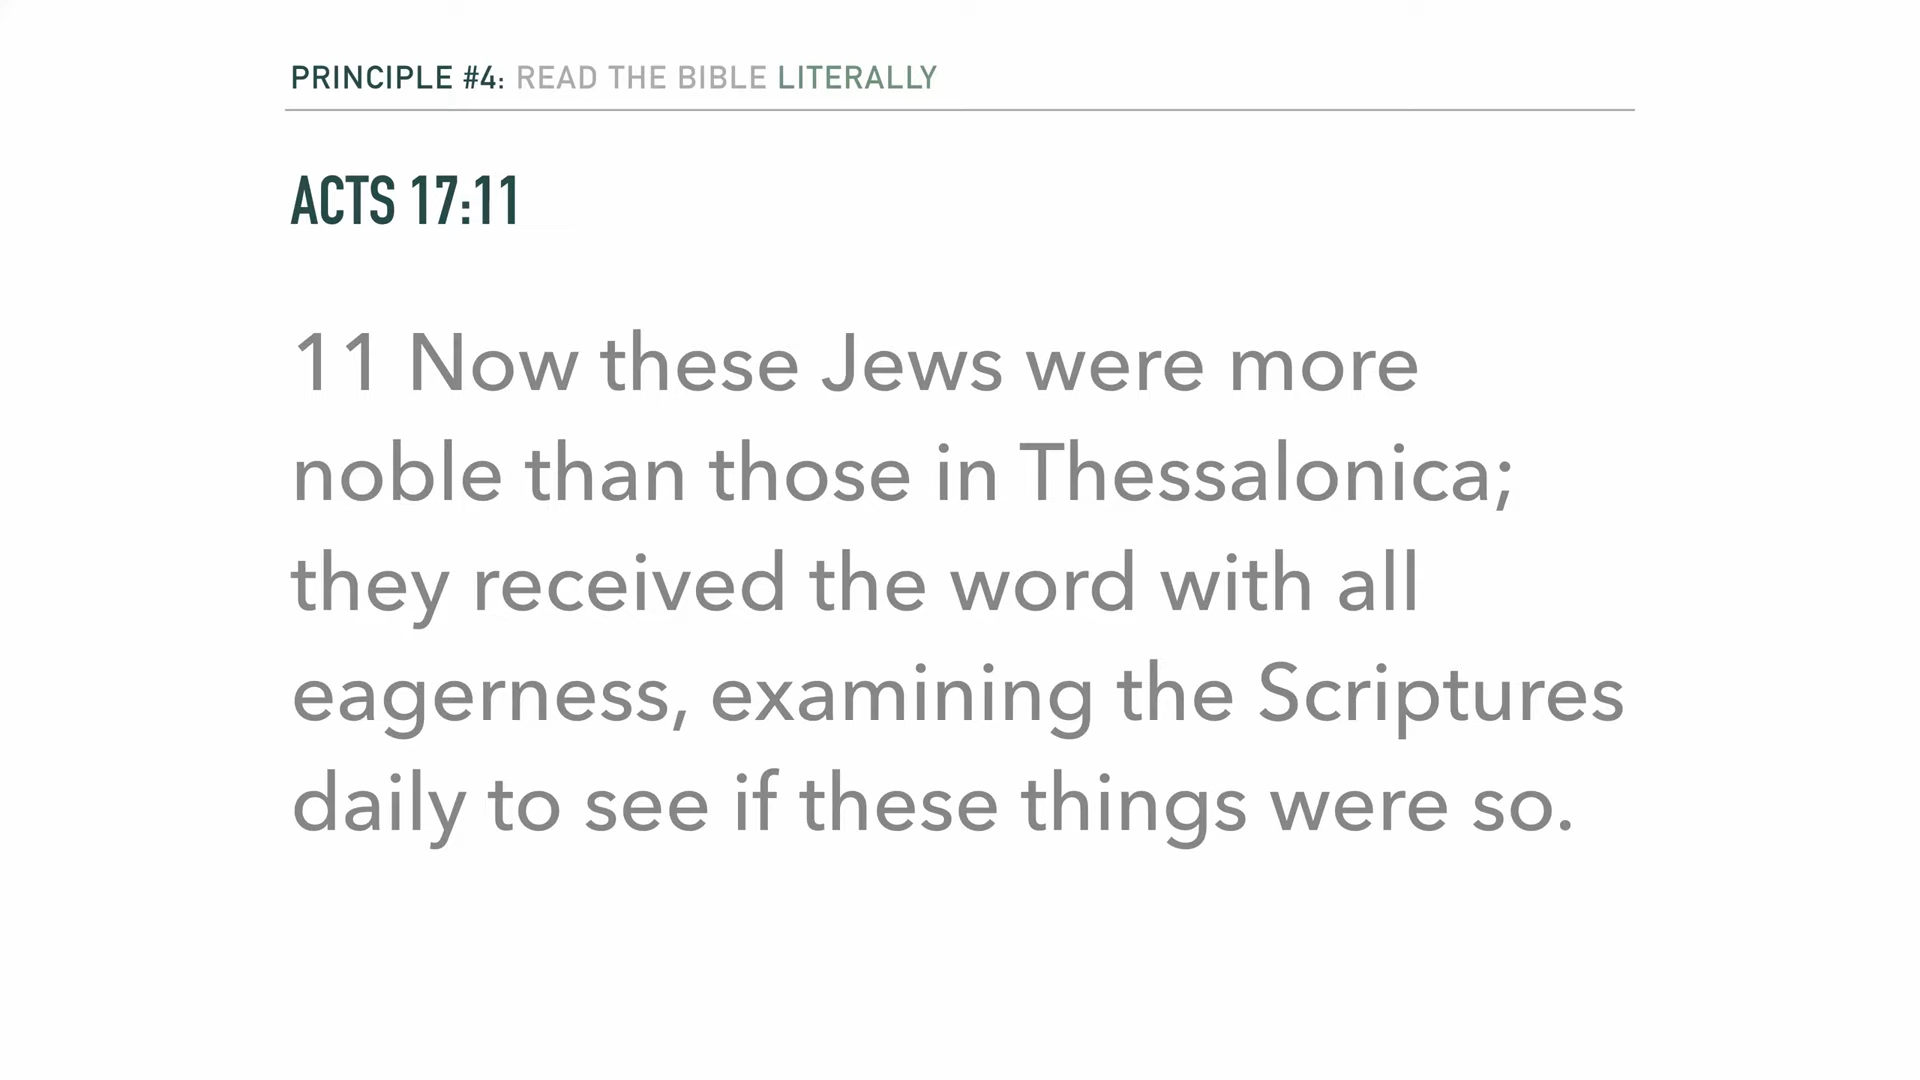 PRINCIPLE #4: READ THE BIBLE LITERALLY
ACTS 17:11
11 Now these Jews were more
noble than those in Thessalonica;
they received the word with all
eagerness, examining the Scriptures
daily to see if these things were so.